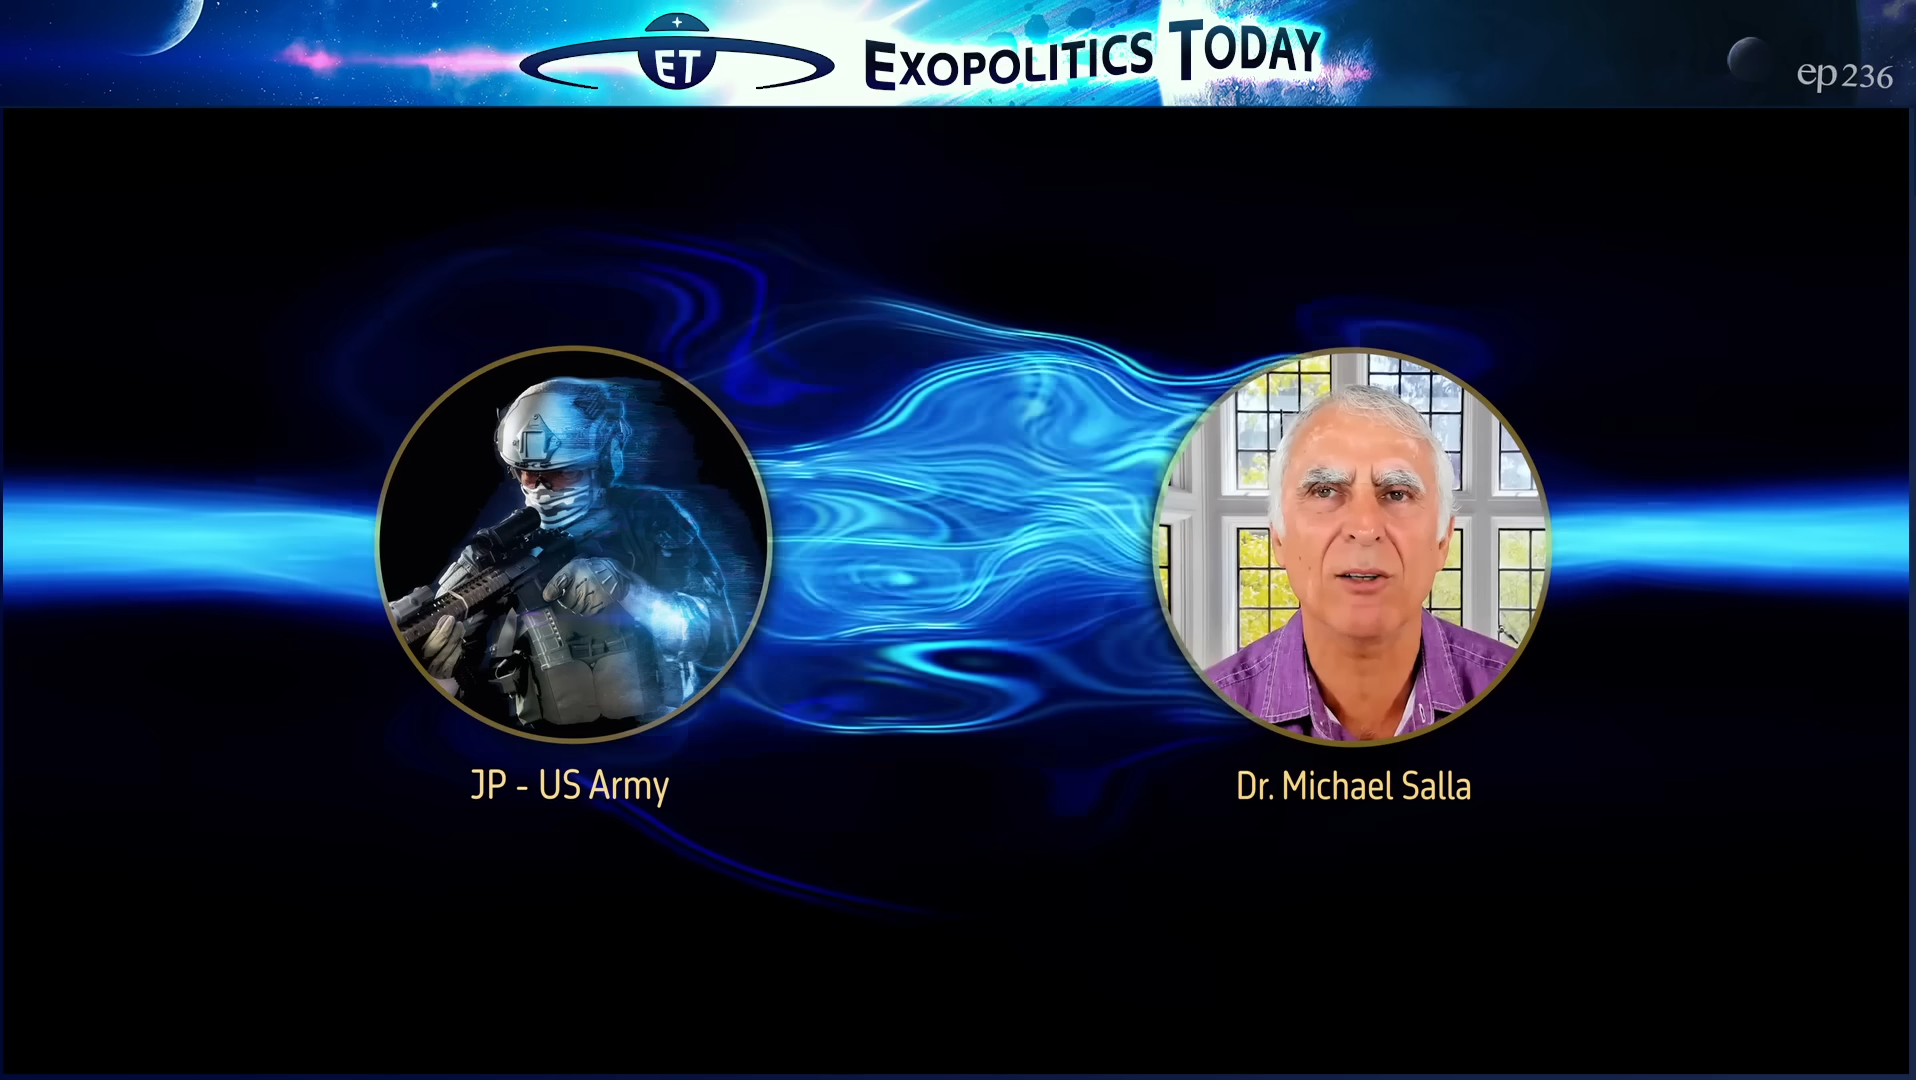 ET
EXOPOLITICS TODAY
ep236
JP - US Army
Dr. Michael Salla